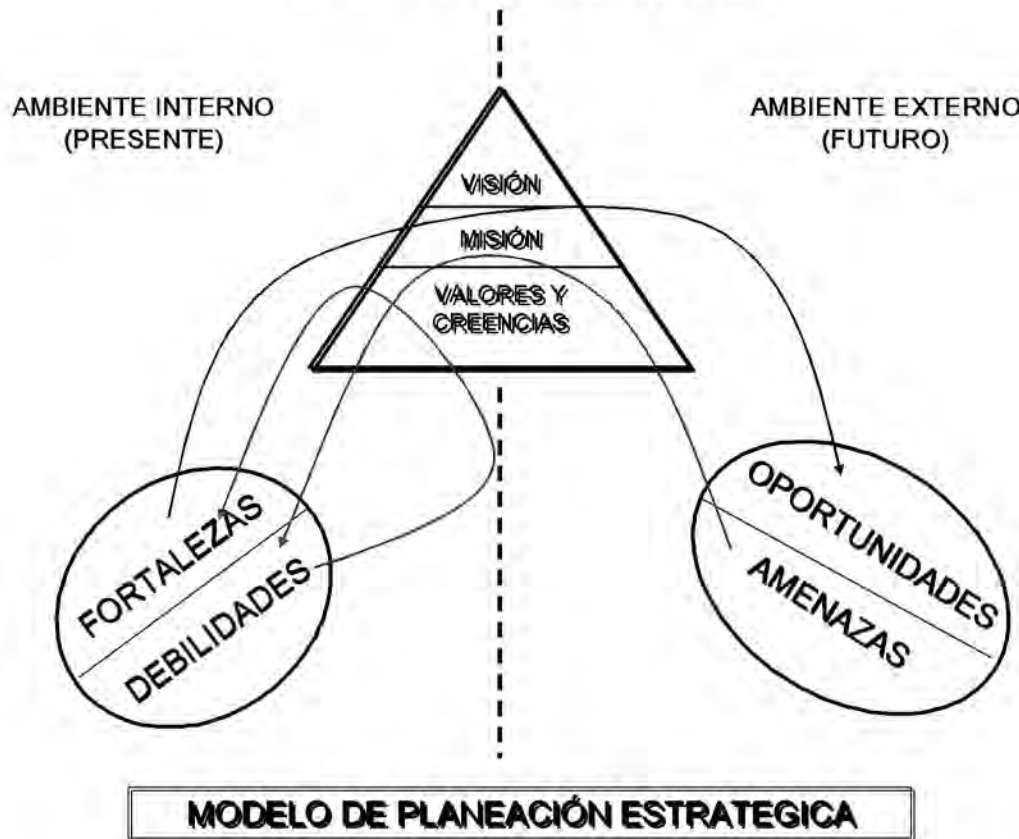 AMBIENTE INTERNO
(PRESENTE)
AMBIENTE EXTERNO
(FUTURO)
VISIÓN
MISIÓN
VALORES Y
CREENCIAS
FORTALEZAS
DEBILIDADES
OPORTUNIDADES
AMENAZAS
MODELO DE PLANEACIÓN ESTRATEGICA